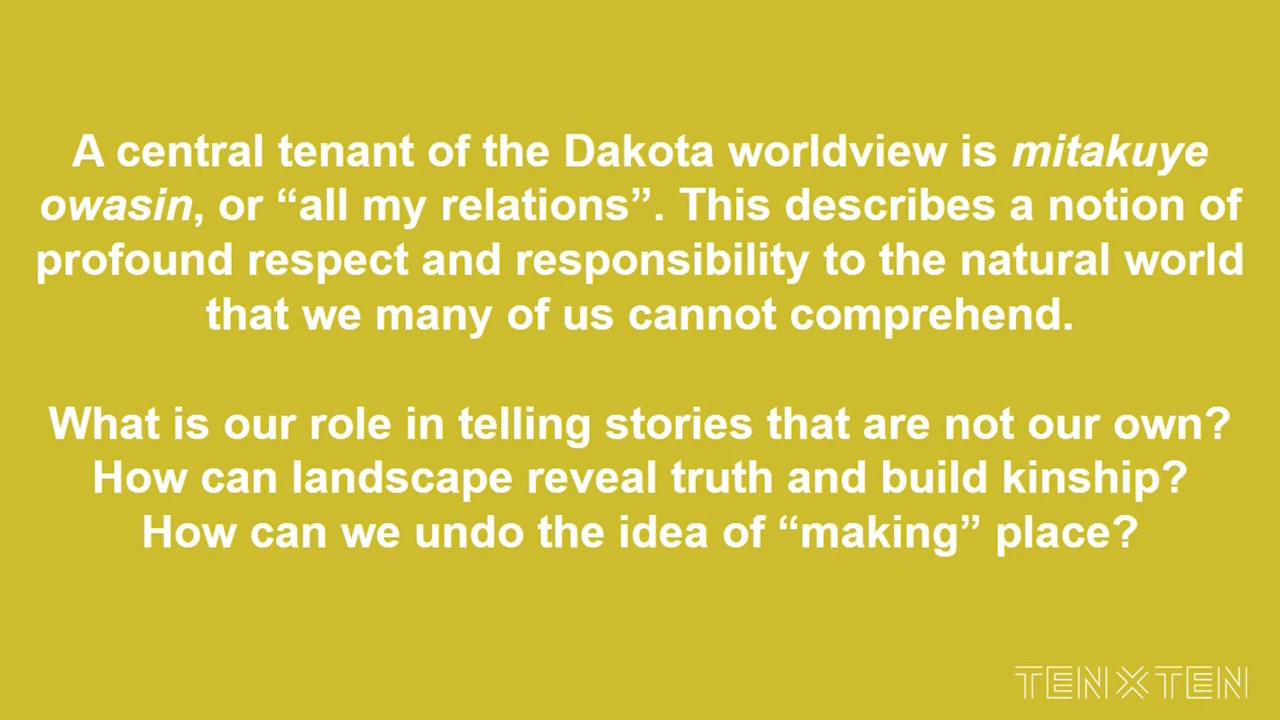 A central tenant of the Dakota worldview is mitakuye
owasin, or “all my relations”. This describes a notion of
profound respect and responsibility to the natural world
that we many of us cannot comprehend.
What is our role in telling stories that are not our own?
How can landscape reveal truth and build kinship?
How can we undo the idea of “making” place?
TEN X TEN